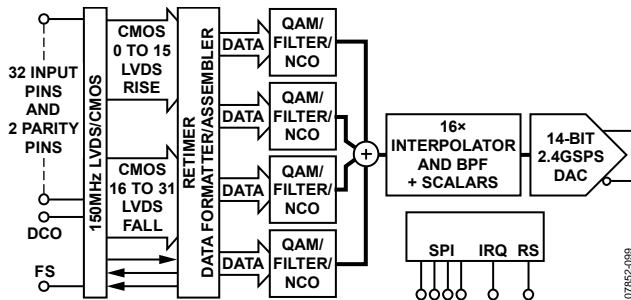 32 INPUT
PINS
AND
2 PARITY
PINS
DCO
FS
150MHz LVDS/CMOS
CMOS
0 TO 15
LVDS
RISE
CMOS
16 TO 31
LVDS
FALL
RETIMER
DATA FORMATTER/ASSEMBLER
DATA
QAM/
FILTER/
NCO
DATA
QAM/
FILTER/
NCO
DATA
QAM/
FILTER/
NCO
DATA
QAM/
FILTER/
NCO
+
16×
INTERPOLATOR
AND BPF
+ SCALARS
14-BIT
2.4GSPS
DAC
SPI IRQ RS
07852-099